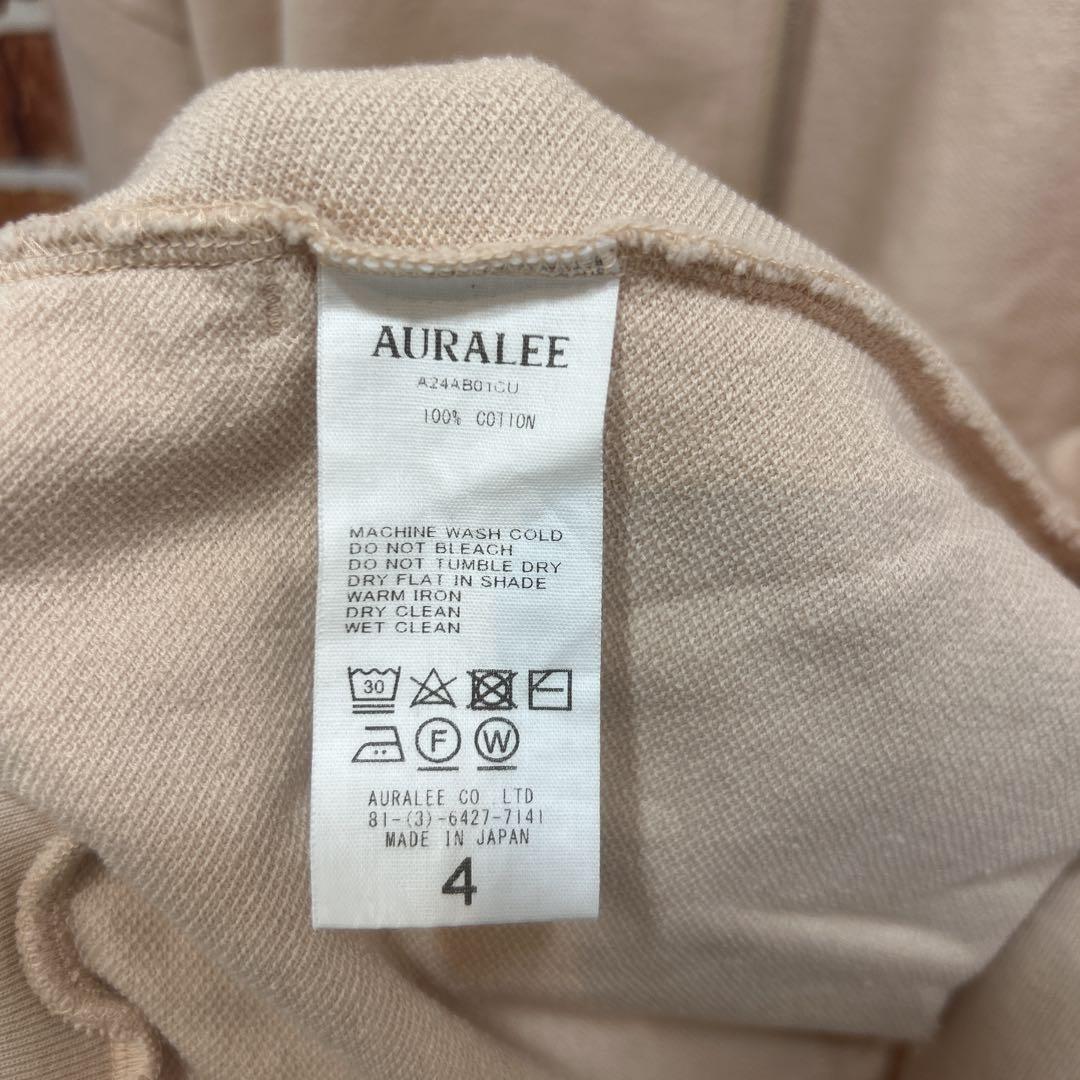 AURALEE
A24AB01CU
100% COTTON
MACHINE WASH COLD
DO NOT BLEACH
DO NOT TUMBLE DRY
DRY FLAT IN SHADE
WARM IRON
DRY CLEAN
WET CLEAN
30
F W
AURALEE CO .LTD
81-(3)-6427-7141
MADE IN JAPAN
4